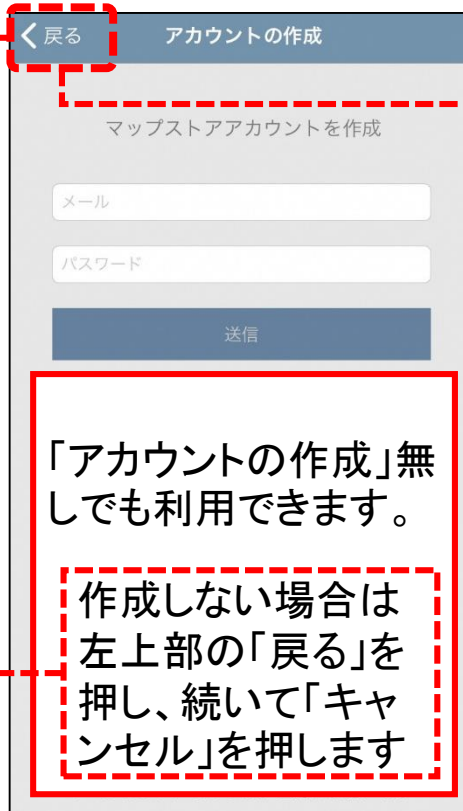 戻る アカウントの作成
マップストアアカウントを作成
メール
パスワード
送信
「アカウントの作成」無
しでも利用できます。
作成しない場合は
左上部の「戻る」を
押し、続いて「キャ
ンセル」を押します